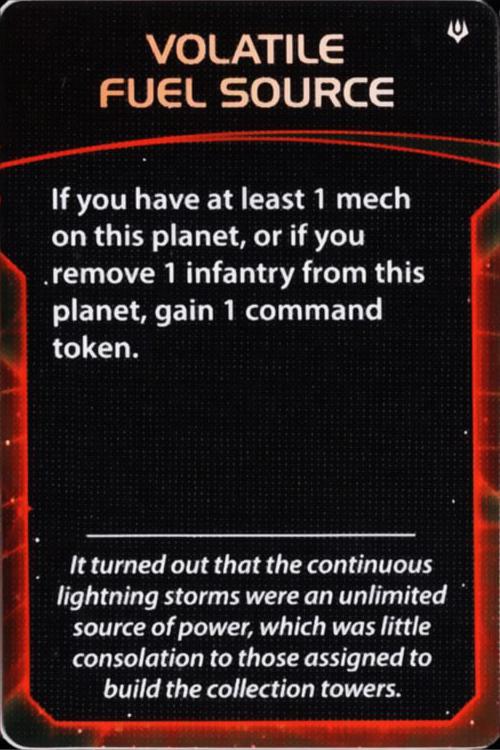 VOLATILE
FUEL SOURCE
If you have at least 1 mech
on this planet, or if you
remove 1 infantry from this
planet, gain 1 command
token.
It turned out that the continuous
lightning storms were an unlimited
source of power, which was little
consolation to those assigned to
build the collection towers.